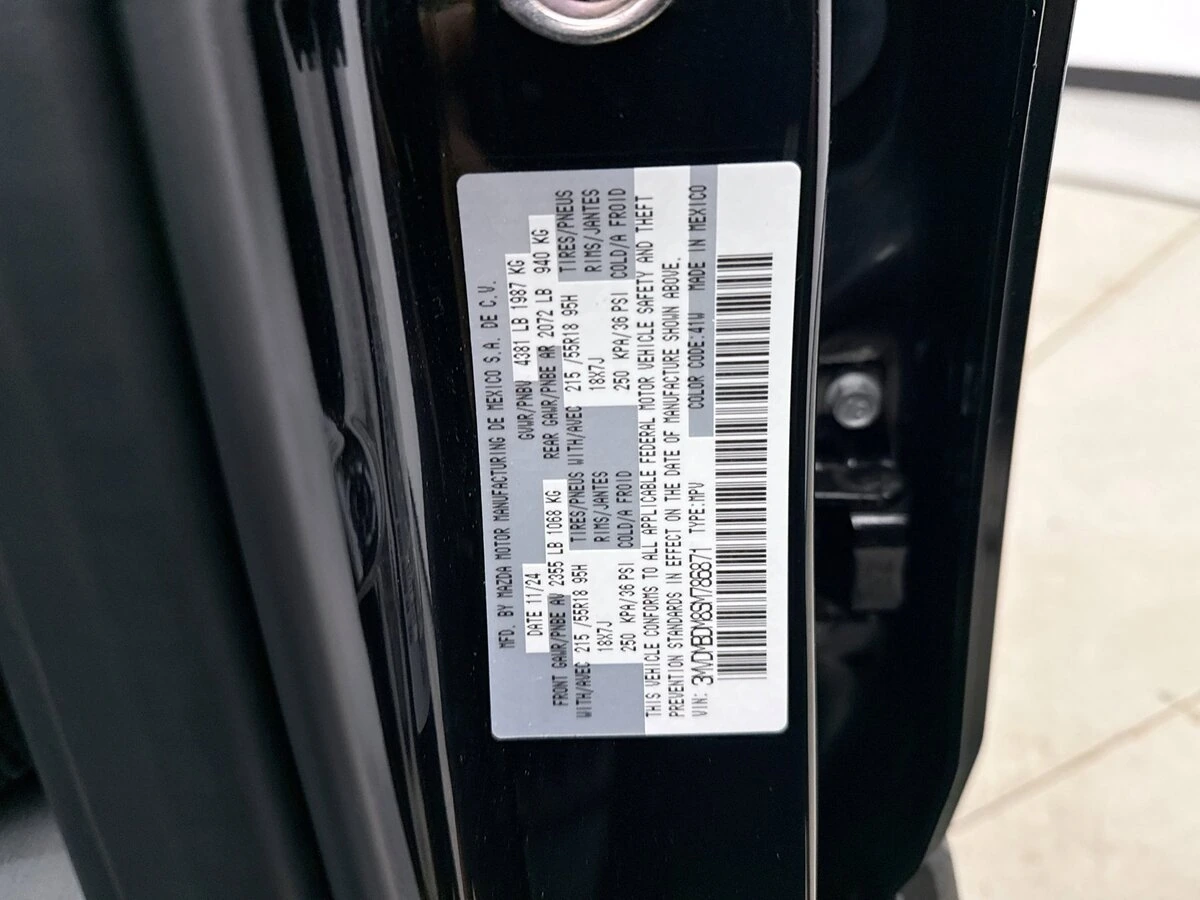 MFD. BY MAZDA MOTOR MANUFACTURING DE MEXICO S.A. DE C.V.
DATE 11/24 GVWR/PNBV 4381 LB 1987 KG
FRONT GAWR/PNBE AV 2355 LB 1068 KG REAR GAWR/PNBE AR 2072 LB 940 KG
WITH/AVEC 215 /55R18 95H TIRES/PNEUS WITH/AVEC 215 /55R18 95H TIRES/PNEUS
18X7J RIMS/JANTES 18X7J RIMS/JANTES
250 KPA/36 PSI COLD/A FROID 250 KPA/36 PSI COLD/A FROID
THIS VEHICLE CONFORMS TO ALL APPLICABLE FEDERAL MOTOR VEHICLE SAFETY AND THEFT
PREVENTION STANDARDS IN EFFECT ON THE DATE OF MANUFACTURE SHOWN ABOVE.
VIN: 3MVDMBDM8SM786871 TYPE:MPV COLOR CODE:41W MADE IN MEXICO